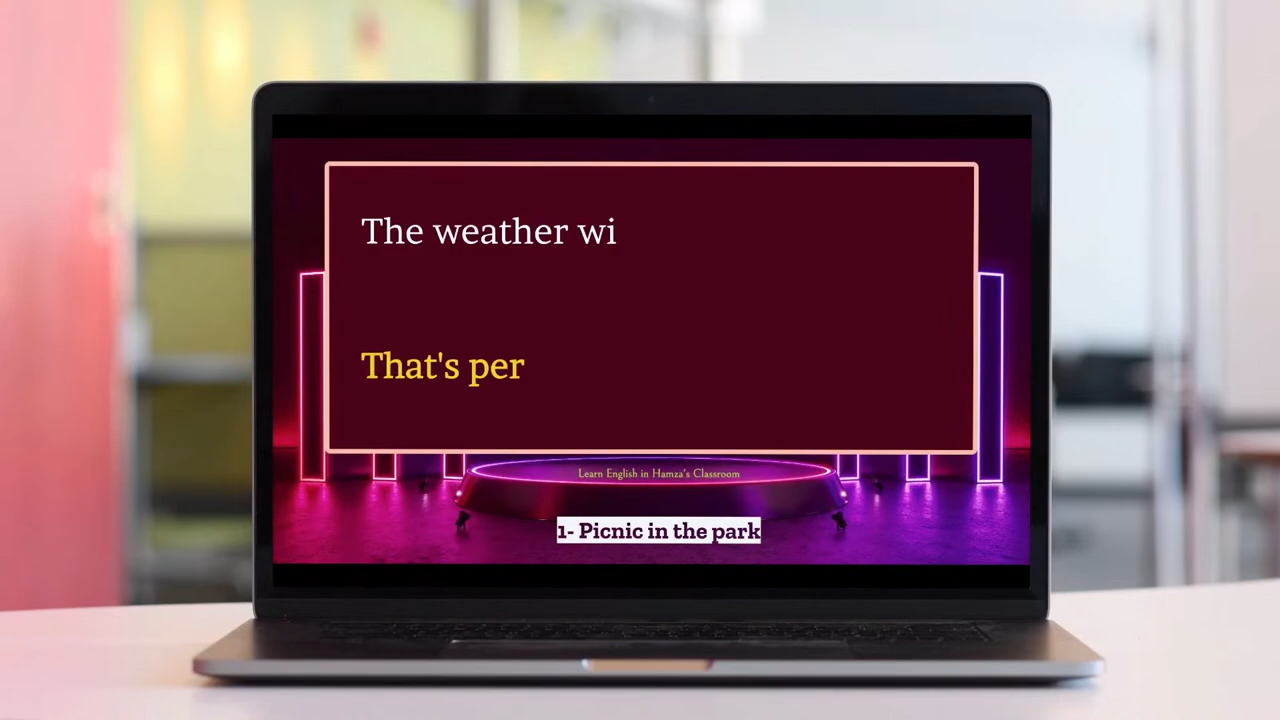 The weather wi
That's per
Learn English in Hamza's Classroom
1- Picnic in the park